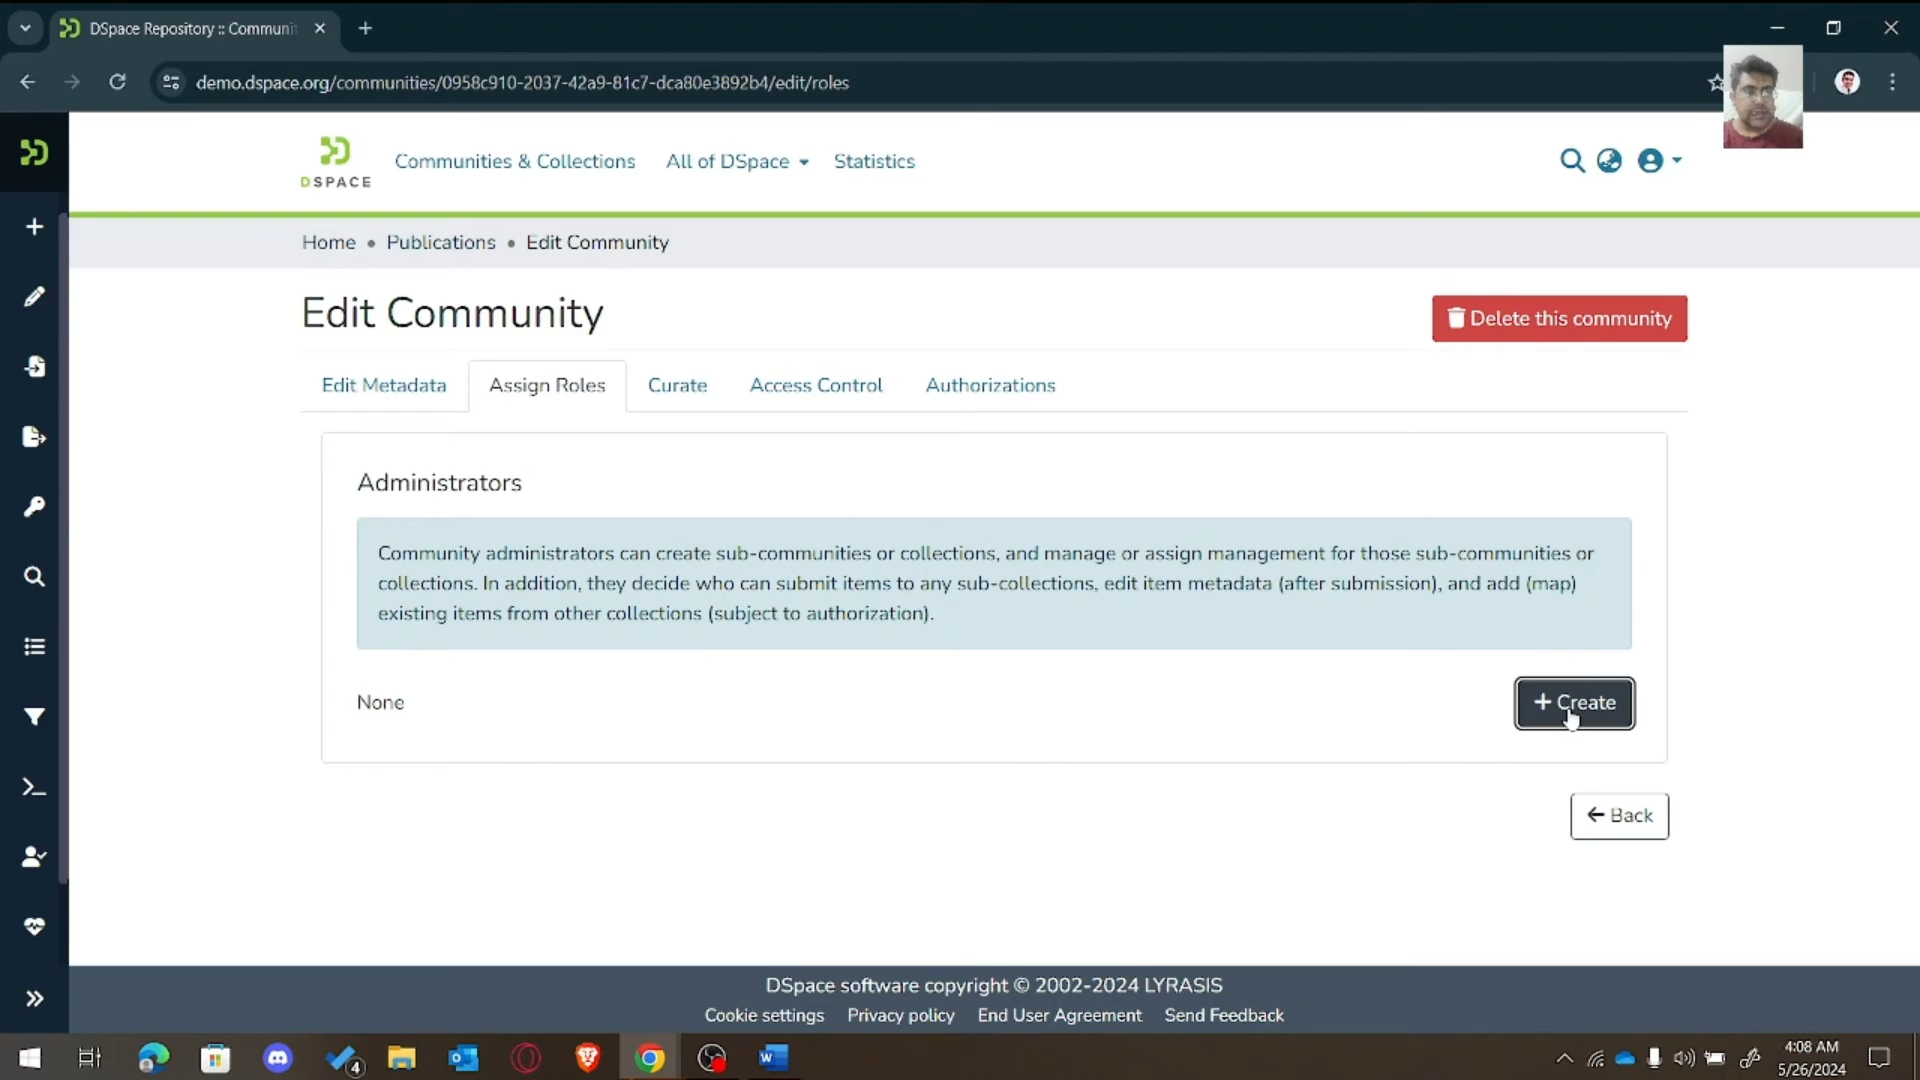 DSpace Repository :: Communit
demo.dspace.org/communities/0958c910-2037-42a9-81c7-dca80e3892b4/edit/roles
DSPACE
Communities & Collections
All of DSpace
Statistics
Home • Publications • Edit Community
Edit Community
Delete this community
Edit Metadata
Assign Roles
Curate
Access Control
Authorizations
Administrators
Community administrators can create sub-communities or collections, and manage or assign management for those sub-communities or
collections. In addition, they decide who can submit items to any sub-collections, edit item metadata (after submission), and add (map)
existing items from other collections (subject to authorization).
None
+ Create
← Back
DSpace software copyright © 2002-2024 LYRASIS
Cookie settings
Privacy policy
End User Agreement
Send Feedback
4
4:08 AM
5/26/2024